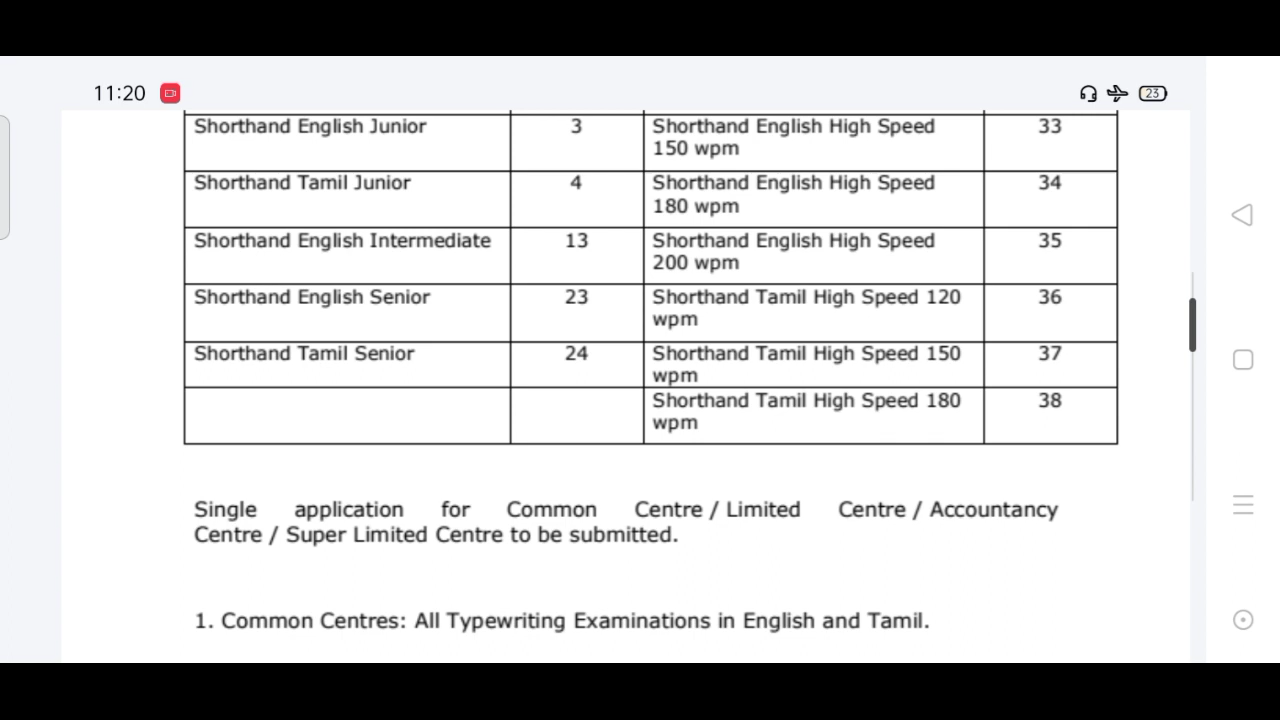 11:20
23
Shorthand English Junior 3 Shorthand English High Speed 33
150 wpm
Shorthand Tamil Junior 4 Shorthand English High Speed 34
180 wpm
Shorthand English Intermediate 13 Shorthand English High Speed 35
200 wpm
Shorthand English Senior 23 Shorthand Tamil High Speed 120 36
wpm
Shorthand Tamil Senior 24 Shorthand Tamil High Speed 150 37
wpm
Shorthand Tamil High Speed 180 38
wpm
Single application for Common Centre / Limited Centre / Accountancy
Centre / Super Limited Centre to be submitted.
1. Common Centres: All Typewriting Examinations in English and Tamil.